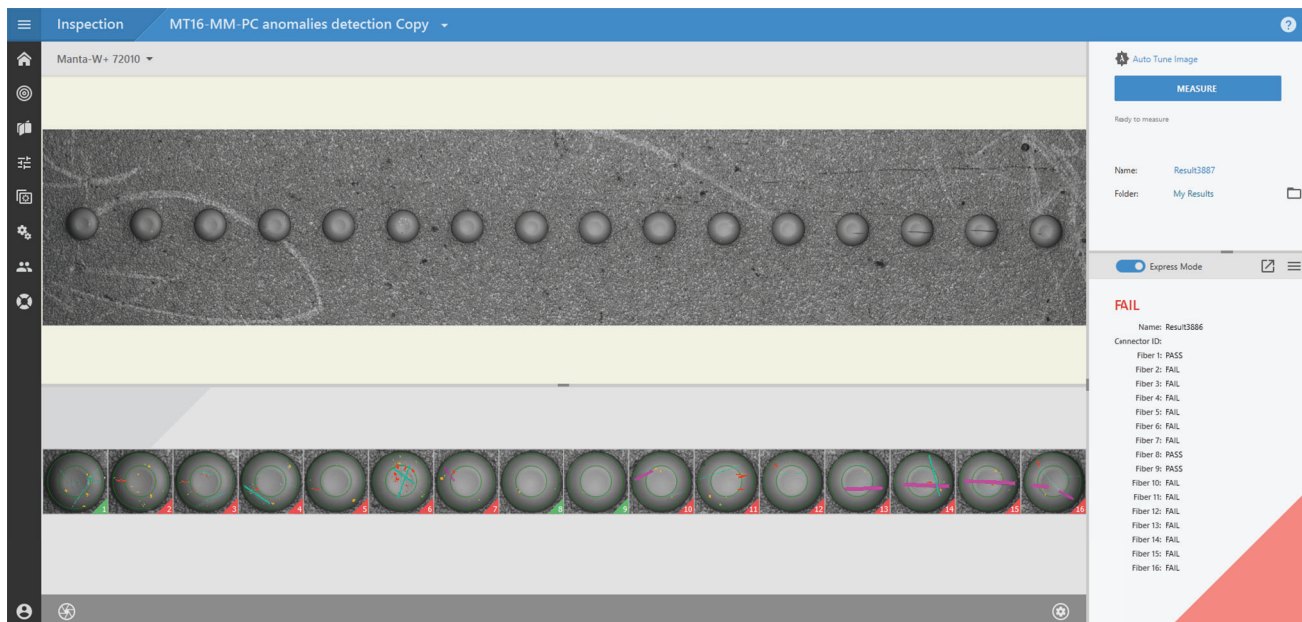 Inspection
MT16-MM-PC anomalies detection Copy
?
Manta-W+ 72010
A
Auto Tune Image
MEASURE
Ready to measure
Name: Result3887
Folder: My Results
Express Mode
FAIL
Name: Result3886
Connector ID:
Fiber 1: PASS
Fiber 2: FAIL
Fiber 3: FAIL
Fiber 4: FAIL
Fiber 5: FAIL
Fiber 6: FAIL
Fiber 7: FAIL
Fiber 8: PASS
Fiber 9: PASS
Fiber 10: FAIL
Fiber 11: FAIL
Fiber 12: FAIL
Fiber 13: FAIL
Fiber 14: FAIL
Fiber 15: FAIL
Fiber 16: FAIL
1 2 3 4 5 6 7 8 9 10 11 12 13 14 15 16